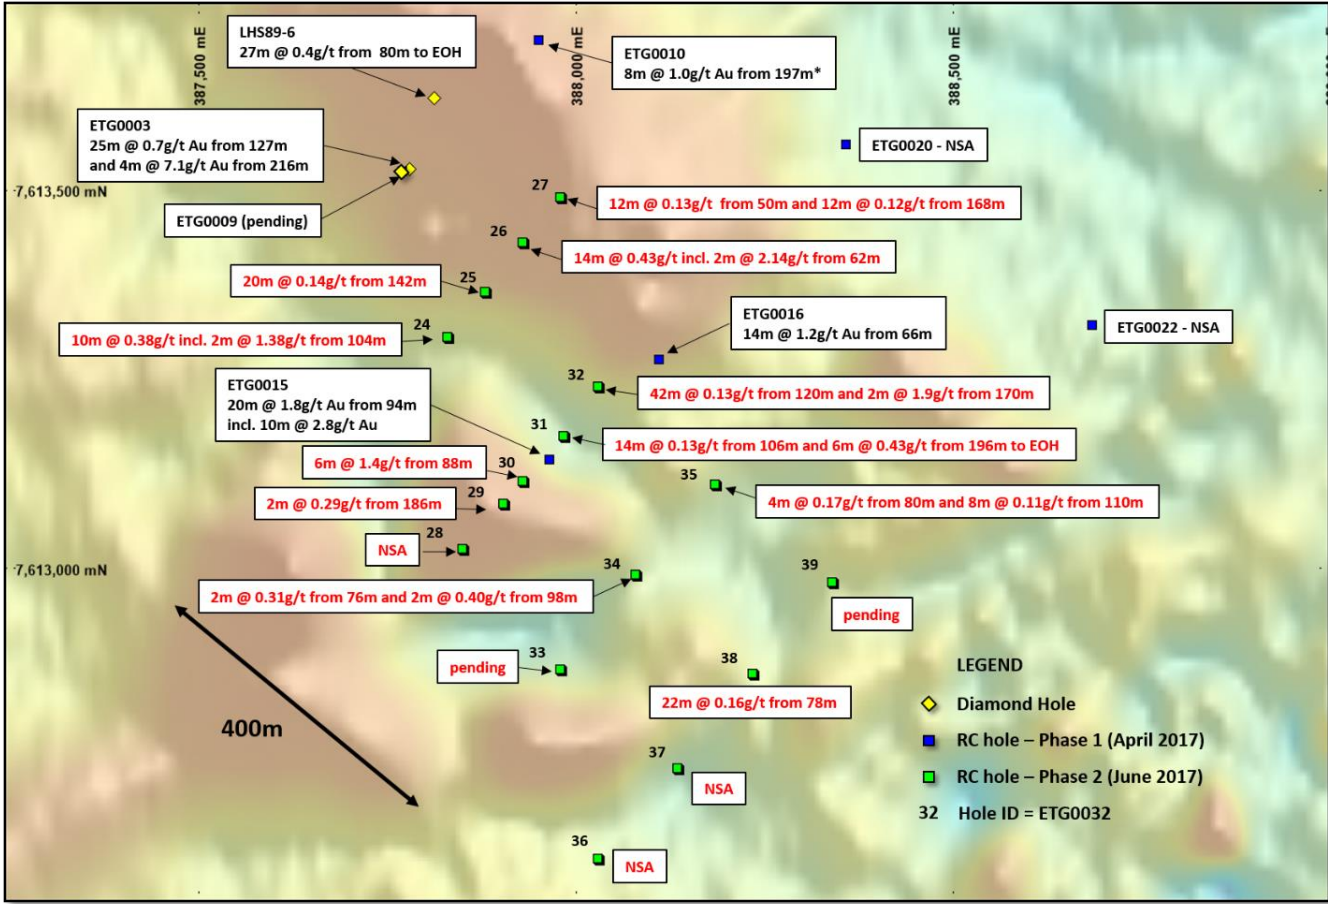 LHS89-6
27m @ 0.4g/t from 80m to EOH
387,500 mE
388,000 mE
ETG0010
8m @ 1.0g/t Au from 197m*
388,500 mE
ETG0003
25m @ 0.7g/t Au from 127m
and 4m @ 7.1g/t Au from 216m
ETG0020 - NSA
7,613,500 mN
27
12m @ 0.13g/t from 50m and 12m @ 0.12g/t from 168m
ETG0009 (pending)
26
14m @ 0.43g/t incl. 2m @ 2.14g/t from 62m
20m @ 0.14g/t from 142m
25
24
10m @ 0.38g/t incl. 2m @ 1.38g/t from 104m
ETG0016
14m @ 1.2g/t Au from 66m
ETG0022 - NSA
32
42m @ 0.13g/t from 120m and 2m @ 1.9g/t from 170m
ETG0015
20m @ 1.8g/t Au from 94m
incl. 10m @ 2.8g/t Au
31
14m @ 0.13g/t from 106m and 6m @ 0.43g/t from 196m to EOH
6m @ 1.4g/t from 88m
30
35
4m @ 0.17g/t from 80m and 8m @ 0.11g/t from 110m
2m @ 0.29g/t from 186m
29
NSA
28
7,613,000 mN
34
39
2m @ 0.31g/t from 76m and 2m @ 0.40g/t from 98m
pending
pending
33
38
22m @ 0.16g/t from 78m
400m
37
NSA
36
NSA
LEGEND
Diamond Hole
RC hole – Phase 1 (April 2017)
RC hole – Phase 2 (June 2017)
32 Hole ID = ETG0032